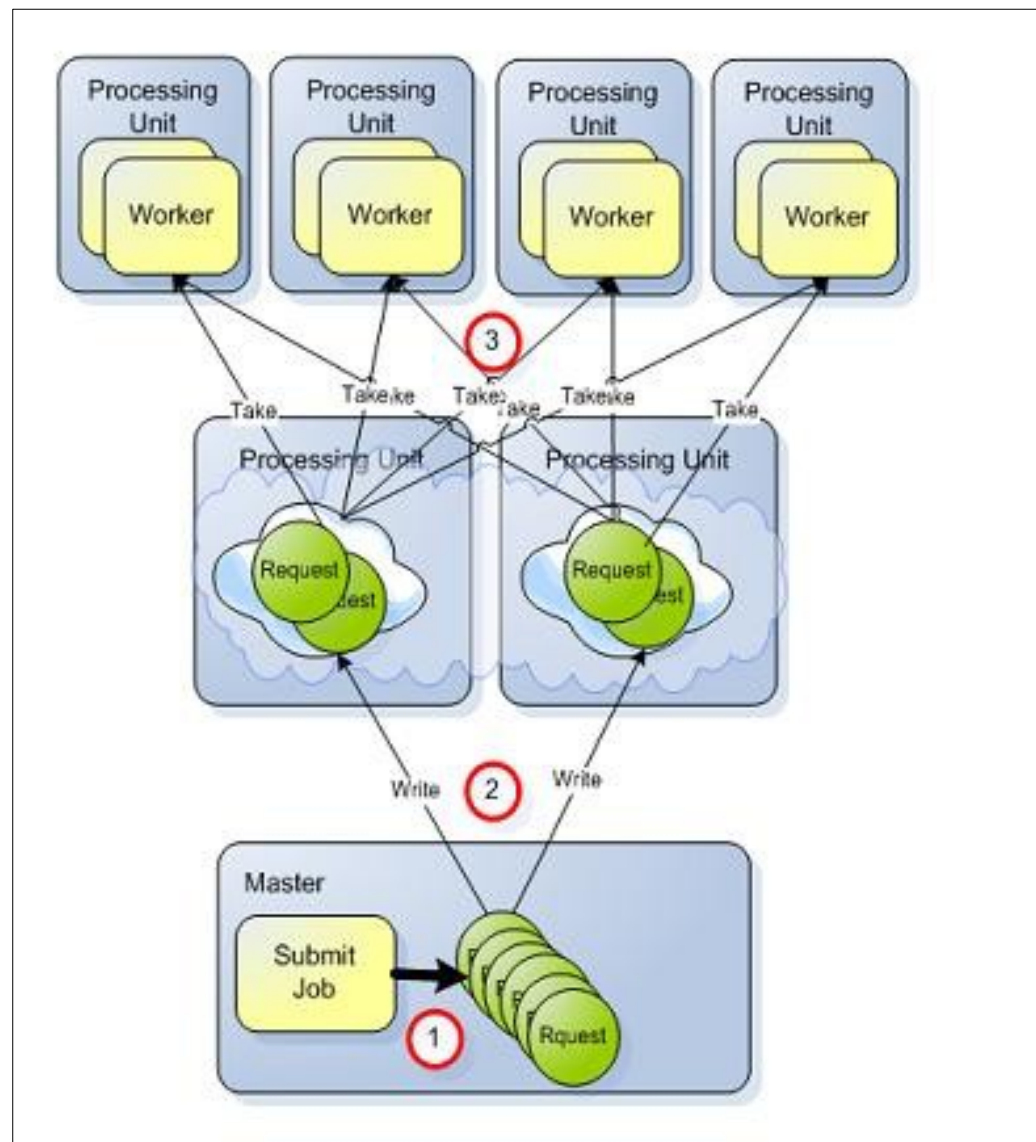 Processing
Unit
Worker
Processing
Unit
Worker
Processing
Unit
Worker
Processing
Unit
Worker
3
Take
Take
Take
Take
Take
Take
Processing Unit
Request
Processing Unit
Request
Write
2
Write
Master
Submit
Job
1
Rquest